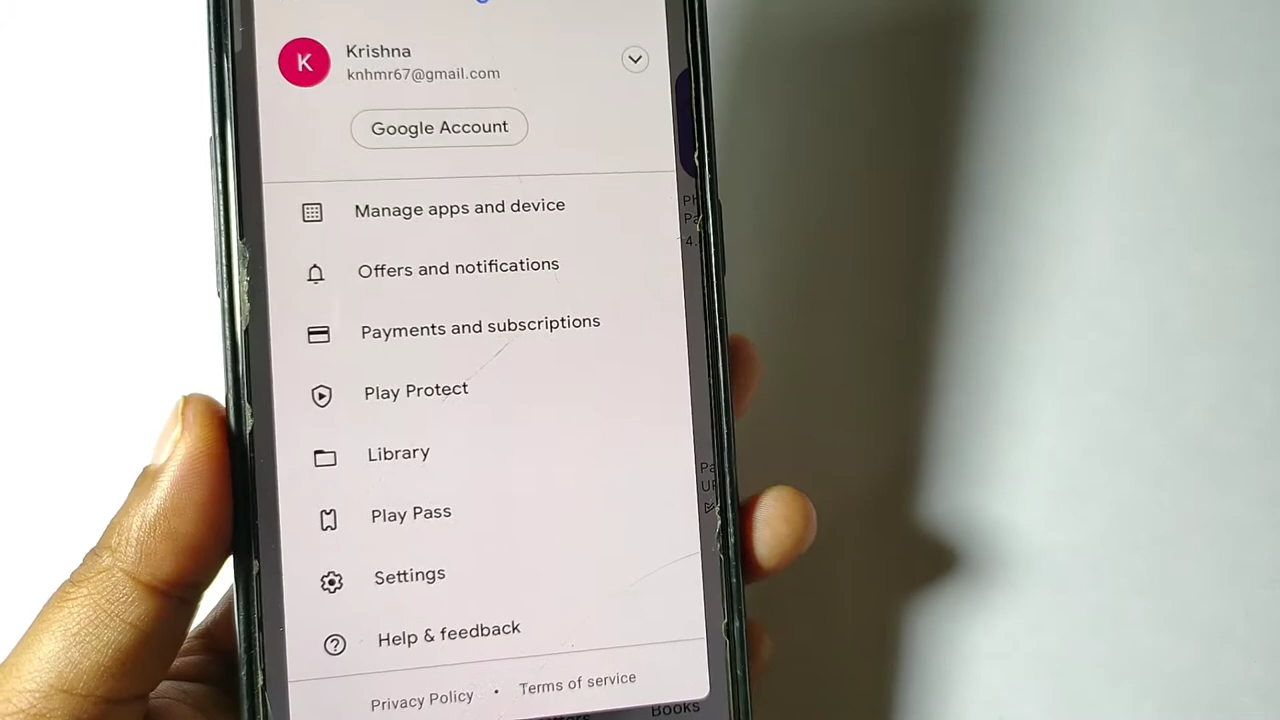 K
Krishna
knhmr67@gmail.com
Google Account
Manage apps and device
Offers and notifications
Payments and subscriptions
Play Protect
Library
Play Pass
Settings
Help & feedback
Privacy Policy • Terms of service
Books